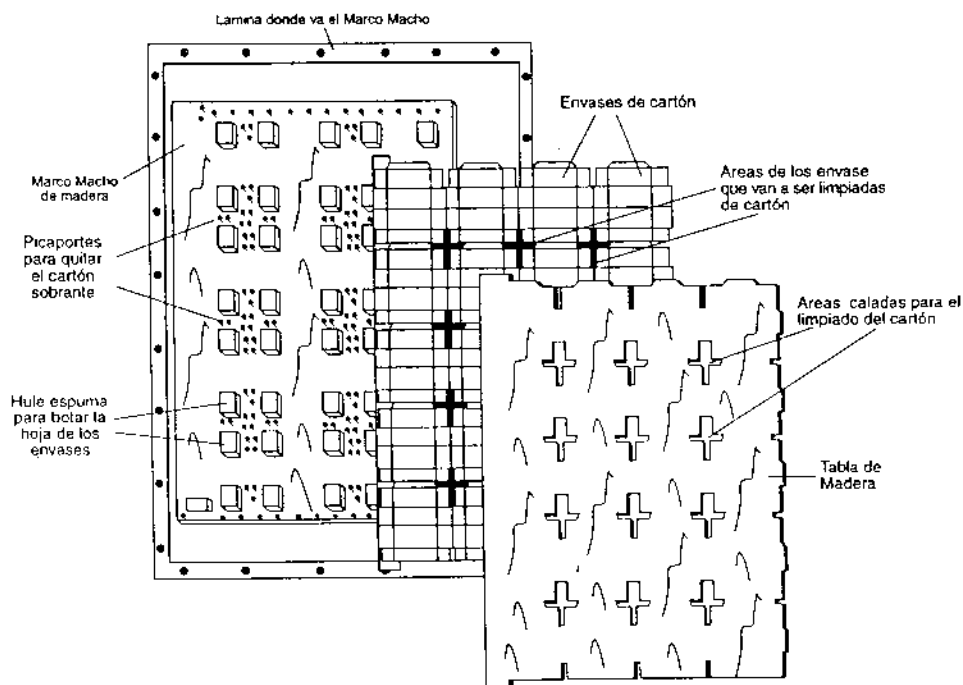 Lamina donde va el Marco Macho
Envases de cartón
Areas de los envase
que van a ser limpiadas
de cartón
Marco Macho
de madera
Picaportes
para quitar
el cartón
sobrante
Areas caladas para el
limpiado del cartón
Hule espuma
para botar la
hoja de los
envases
Tabla de
Madera